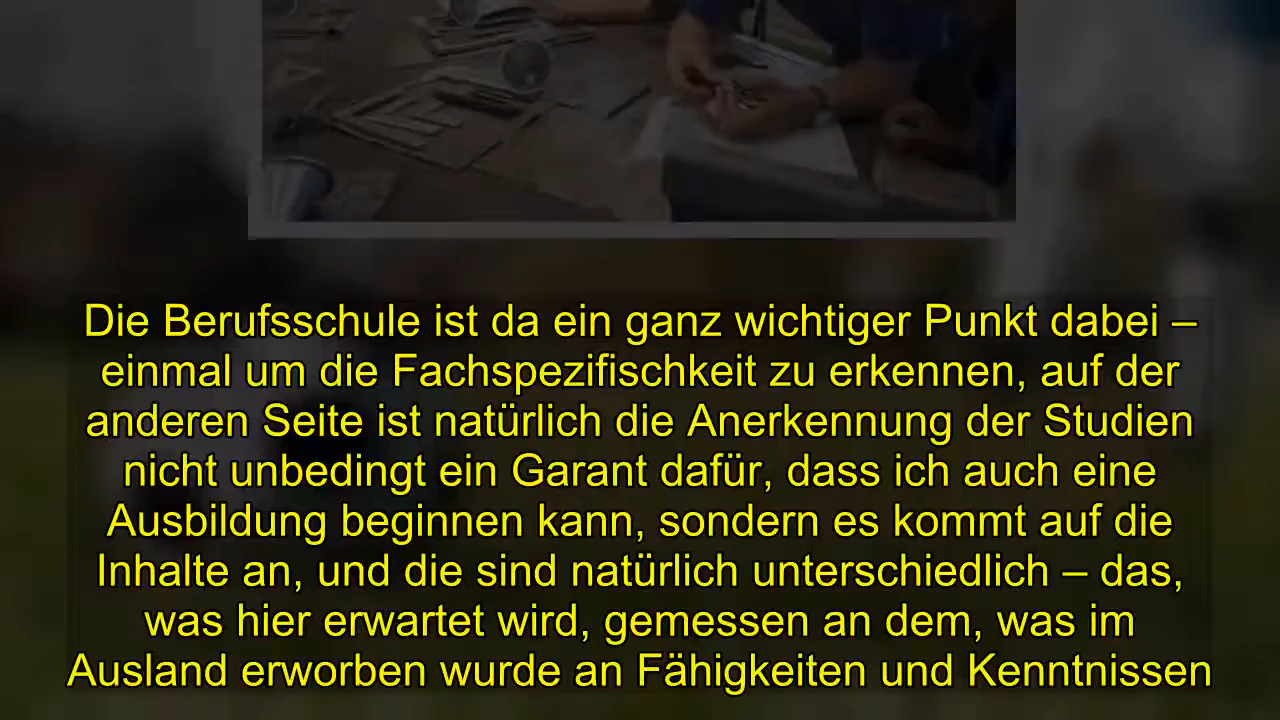 Die Berufsschule ist da ein ganz wichtiger Punkt dabei –
einmal um die Fachspezifischkeit zu erkennen, auf der
anderen Seite ist natürlich die Anerkennung der Studien
nicht unbedingt ein Garant dafür, dass ich auch eine
Ausbildung beginnen kann, sondern es kommt auf die
Inhalte an, und die sind natürlich unterschiedlich – das,
was hier erwartet wird, gemessen an dem, was im
Ausland erworben wurde an Fähigkeiten und Kenntnissen